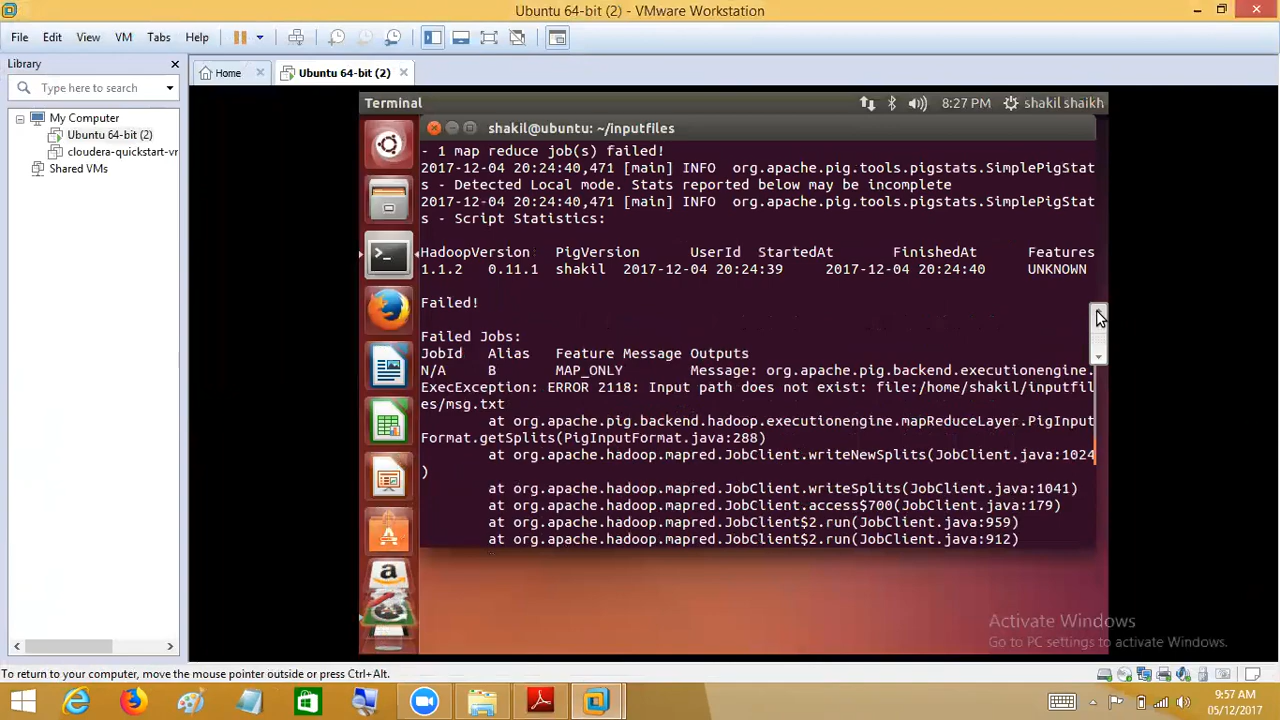 Ubuntu 64-bit (2) - VMware Workstation
File Edit View VM Tabs Help
Library
Type here to search
My Computer
Ubuntu 64-bit (2)
cloudera-quickstart-vr
Shared VMs
Home
Ubuntu 64-bit (2)
Terminal
8:27 PM
shakil shaikh
shakil@ubuntu: ~/inputfiles
- 1 map reduce job(s) failed!
2017-12-04 20:24:40,471 [main] INFO  org.apache.pig.tools.pigstats.SimplePigStat
s - Detected Local mode. Stats reported below may be incomplete
2017-12-04 20:24:40,471 [main] INFO  org.apache.pig.tools.pigstats.SimplePigStat
s - Script Statistics:
HadoopVersion PigVersion UserId StartedAt FinishedAt Features
1.1.2 0.11.1 shakil 2017-12-04 20:24:39 2017-12-04 20:24:40 UNKNOWN
Failed!
Failed Jobs:
JobId Alias Feature Message Outputs
N/A B MAP_ONLY Message: org.apache.pig.backend.executionengine.
ExecException: ERROR 2118: Input path does not exist: file:/home/shakil/inputfil
es/msg.txt
at org.apache.pig.backend.hadoop.executionengine.mapReduceLayer.PigInput
Format.getSplits(PigInputFormat.java:288)
at org.apache.hadoop.mapred.JobClient.writeNewSplits(JobClient.java:1024
)
at org.apache.hadoop.mapred.JobClient.writeSplits(JobClient.java:1041)
at org.apache.hadoop.mapred.JobClient.access$700(JobClient.java:179)
at org.apache.hadoop.mapred.JobClient$2.run(JobClient.java:959)
at org.apache.hadoop.mapred.JobClient$2.run(JobClient.java:912)
Activate Windows
Go to PC settings to activate Windows.
To return to your computer, move the mouse pointer outside or press Ctrl+Alt.
9:57 AM
05/12/2017